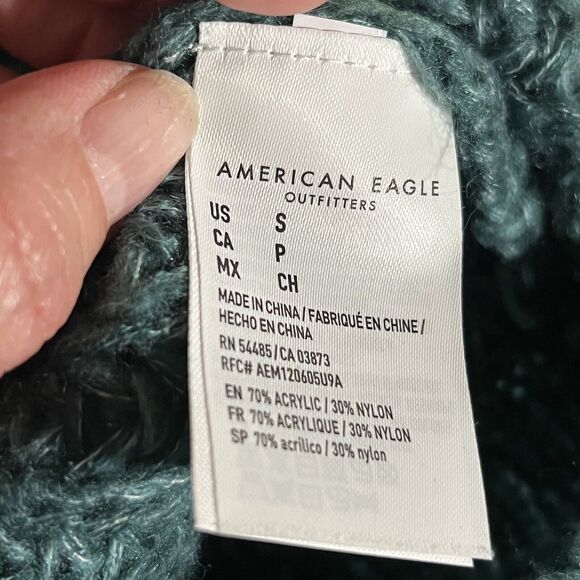 AMERICAN EAGLE
OUTFITTERS
US S
CA P
MX CH
MADE IN CHINA / FABRIQUÉ EN CHINE /
HECHO EN CHINA
RN 54485 / CA 03873
RFC# AEM120605U9A
EN 70% ACRYLIC / 30% NYLON
FR 70% ACRYLIQUE / 30% NYLON
SP 70% acrílico / 30% nylon